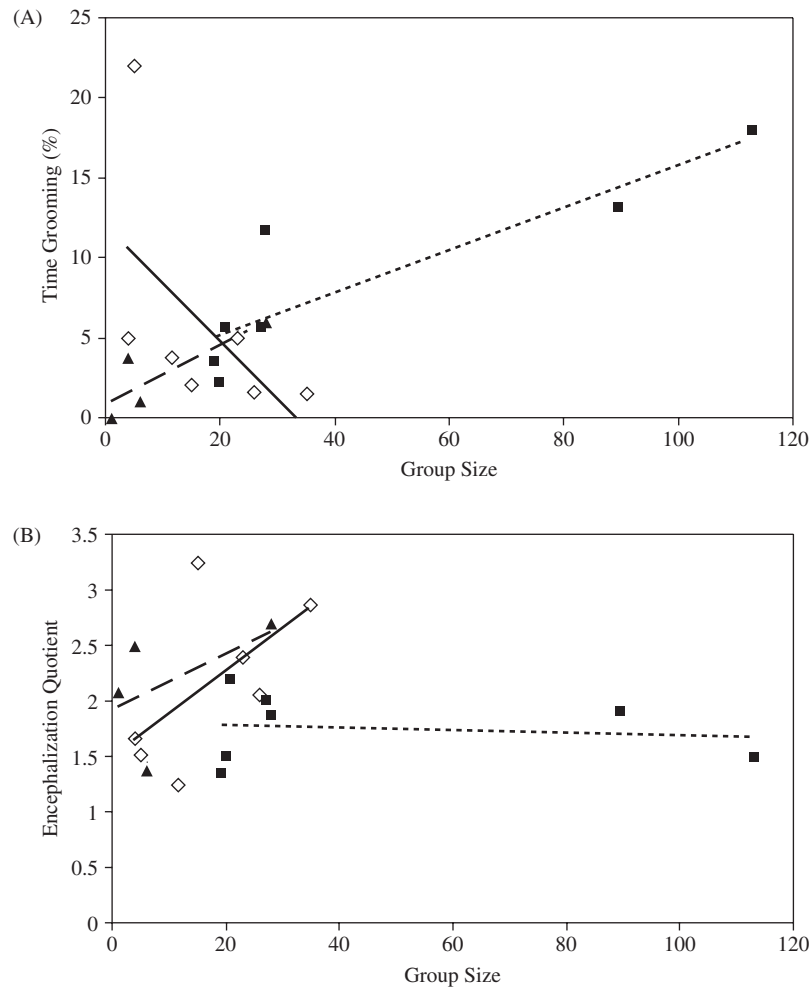 (A)
25
20
15
10
5
0
Time Grooming (%)
0 20 40 60 80 100 120
Group Size
(B)
3.5
3
2.5
2
1.5
1
0.5
0
Encephalization Quotient
0 20 40 60 80 100 120
Group Size